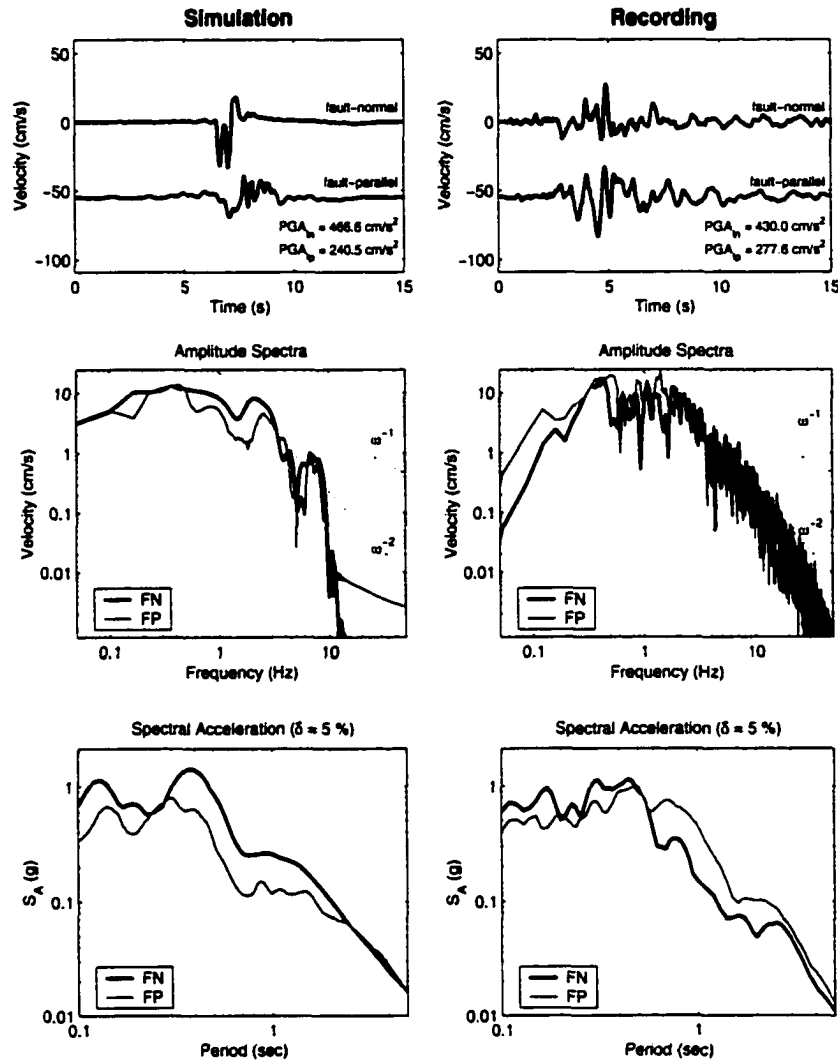 Simulation
Recording
50
0
−50
−100
Velocity (cm/s)
fault-normal
fault-parallel
PGAfn = 466.6 cm/s²
PGAfp = 240.5 cm/s²
0 5 10 15
Time (s)
50
0
−50
−100
Velocity (cm/s)
fault-normal
fault-parallel
PGAfn = 430.0 cm/s²
PGAfp = 277.6 cm/s²
0 5 10 15
Time (s)
Amplitude Spectra
10
1
0.1
0.01
Velocity (cm/s)
ω⁻¹
ω⁻²
FN
FP
0.1 1 10
Frequency (Hz)
Amplitude Spectra
10
1
0.1
0.01
Velocity (cm/s)
ω⁻¹
ω⁻²
FN
FP
0.1 1 10
Frequency (Hz)
Spectral Acceleration (δ = 5 %)
1
0.1
0.01
S_A (g)
FN
FP
0.1 1
Period (sec)
Spectral Acceleration (δ = 5 %)
1
0.1
0.01
S_A (g)
FN
FP
0.1 1
Period (sec)